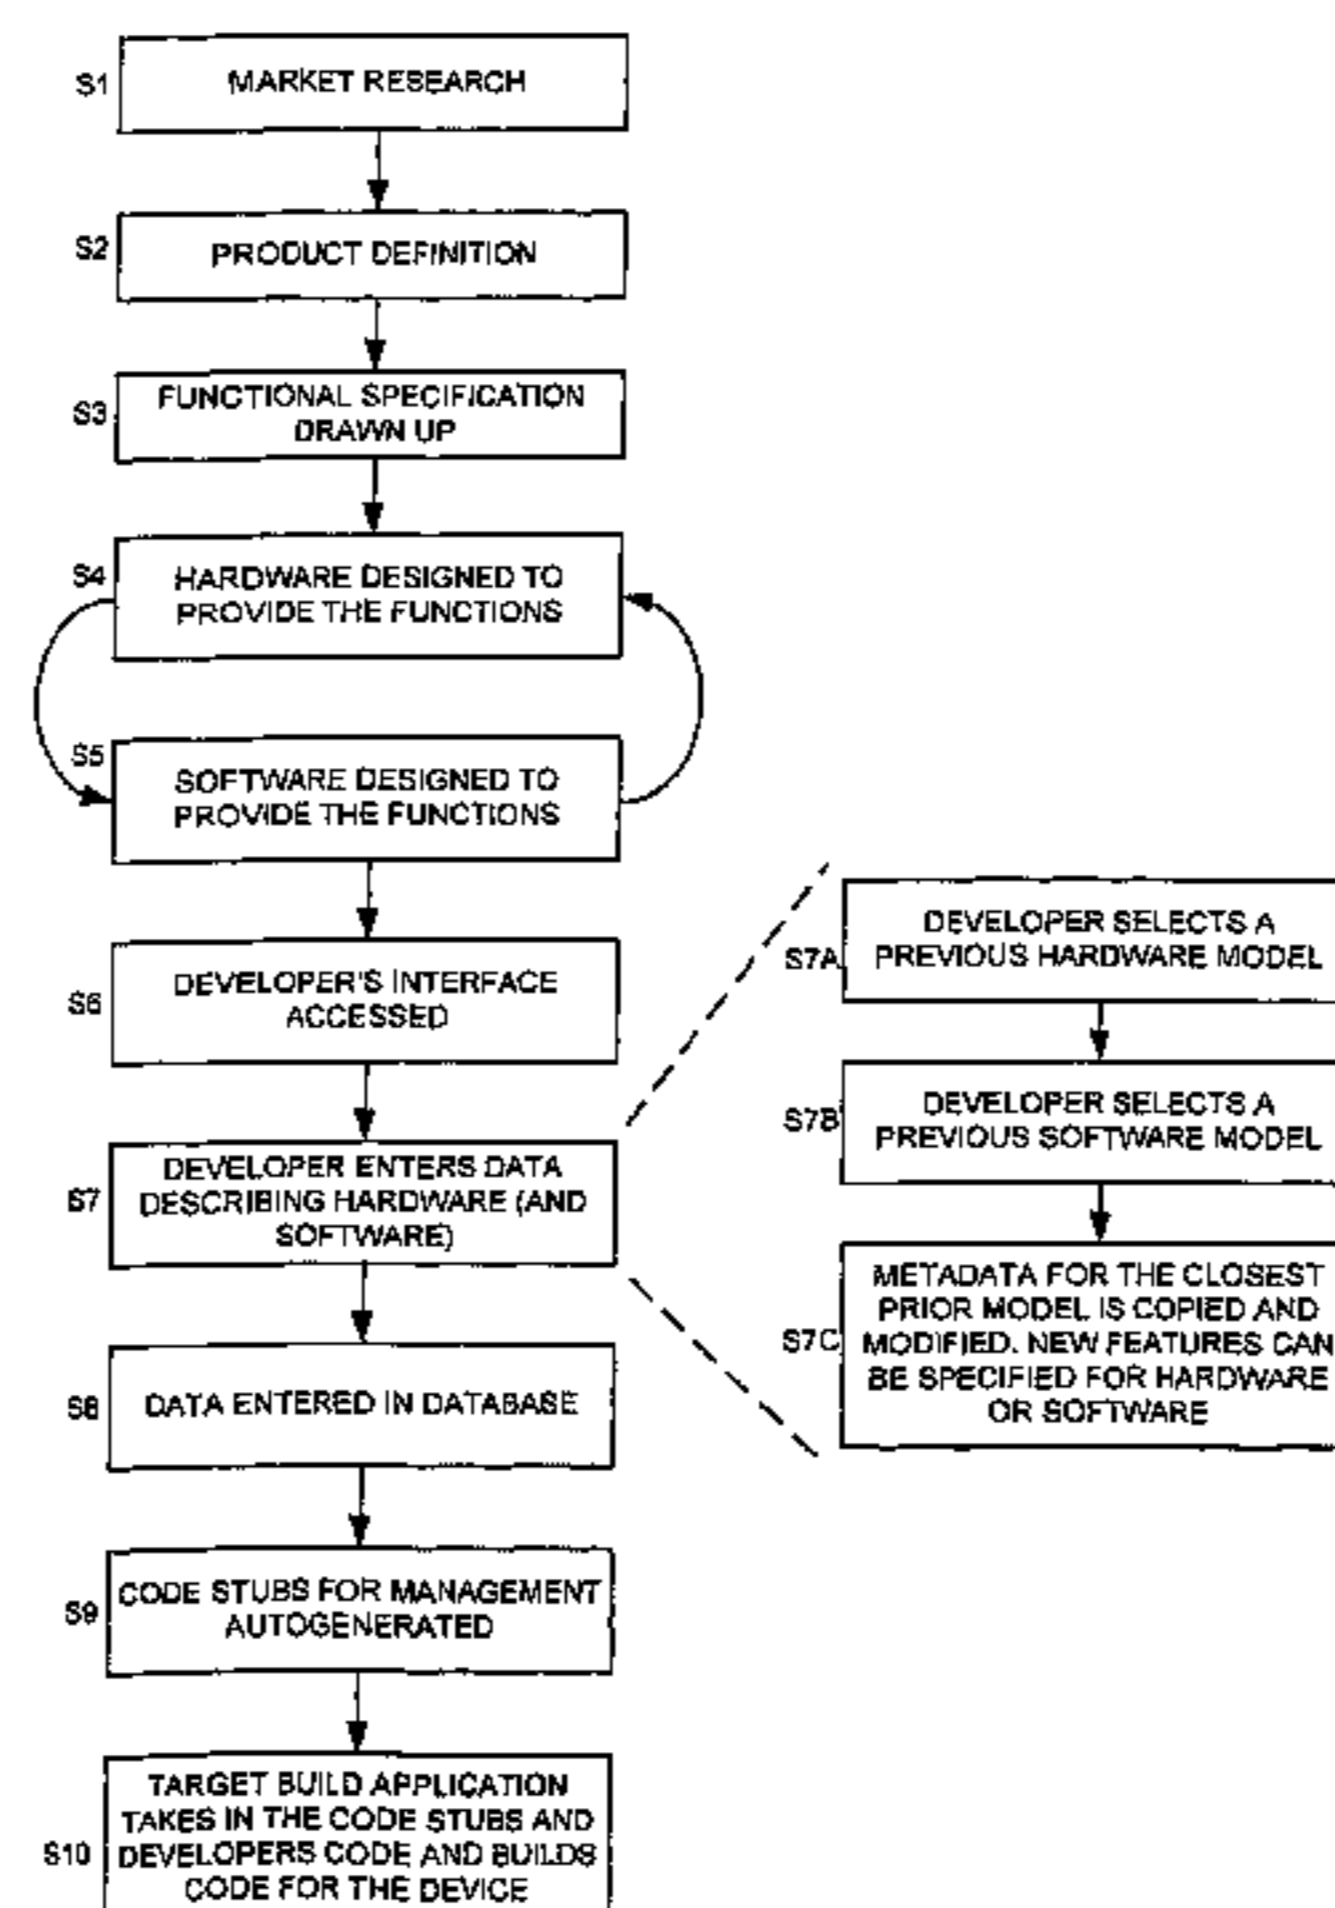 S1
MARKET RESEARCH
S2
PRODUCT DEFINITION
S3
FUNCTIONAL SPECIFICATION
DRAWN UP
S4
HARDWARE DESIGNED TO
PROVIDE THE FUNCTIONS
S5
SOFTWARE DESIGNED TO
PROVIDE THE FUNCTIONS
S6
DEVELOPER'S INTERFACE
ACCESSED
S7
DEVELOPER ENTERS DATA
DESCRIBING HARDWARE (AND
SOFTWARE)
S7A
DEVELOPER SELECTS A
PREVIOUS HARDWARE MODEL
S7B
DEVELOPER SELECTS A
PREVIOUS SOFTWARE MODEL
S7C
METADATA FOR THE CLOSEST
PRIOR MODEL IS COPIED AND
MODIFIED. NEW FEATURES CAN
BE SPECIFIED FOR HARDWARE
OR SOFTWARE
S8
DATA ENTERED IN DATABASE
S9
CODE STUBS FOR MANAGEMENT
AUTOGENERATED
S10
TARGET BUILD APPLICATION
TAKES IN THE CODE STUBS AND
DEVELOPERS CODE AND BUILDS
CODE FOR THE DEVICE